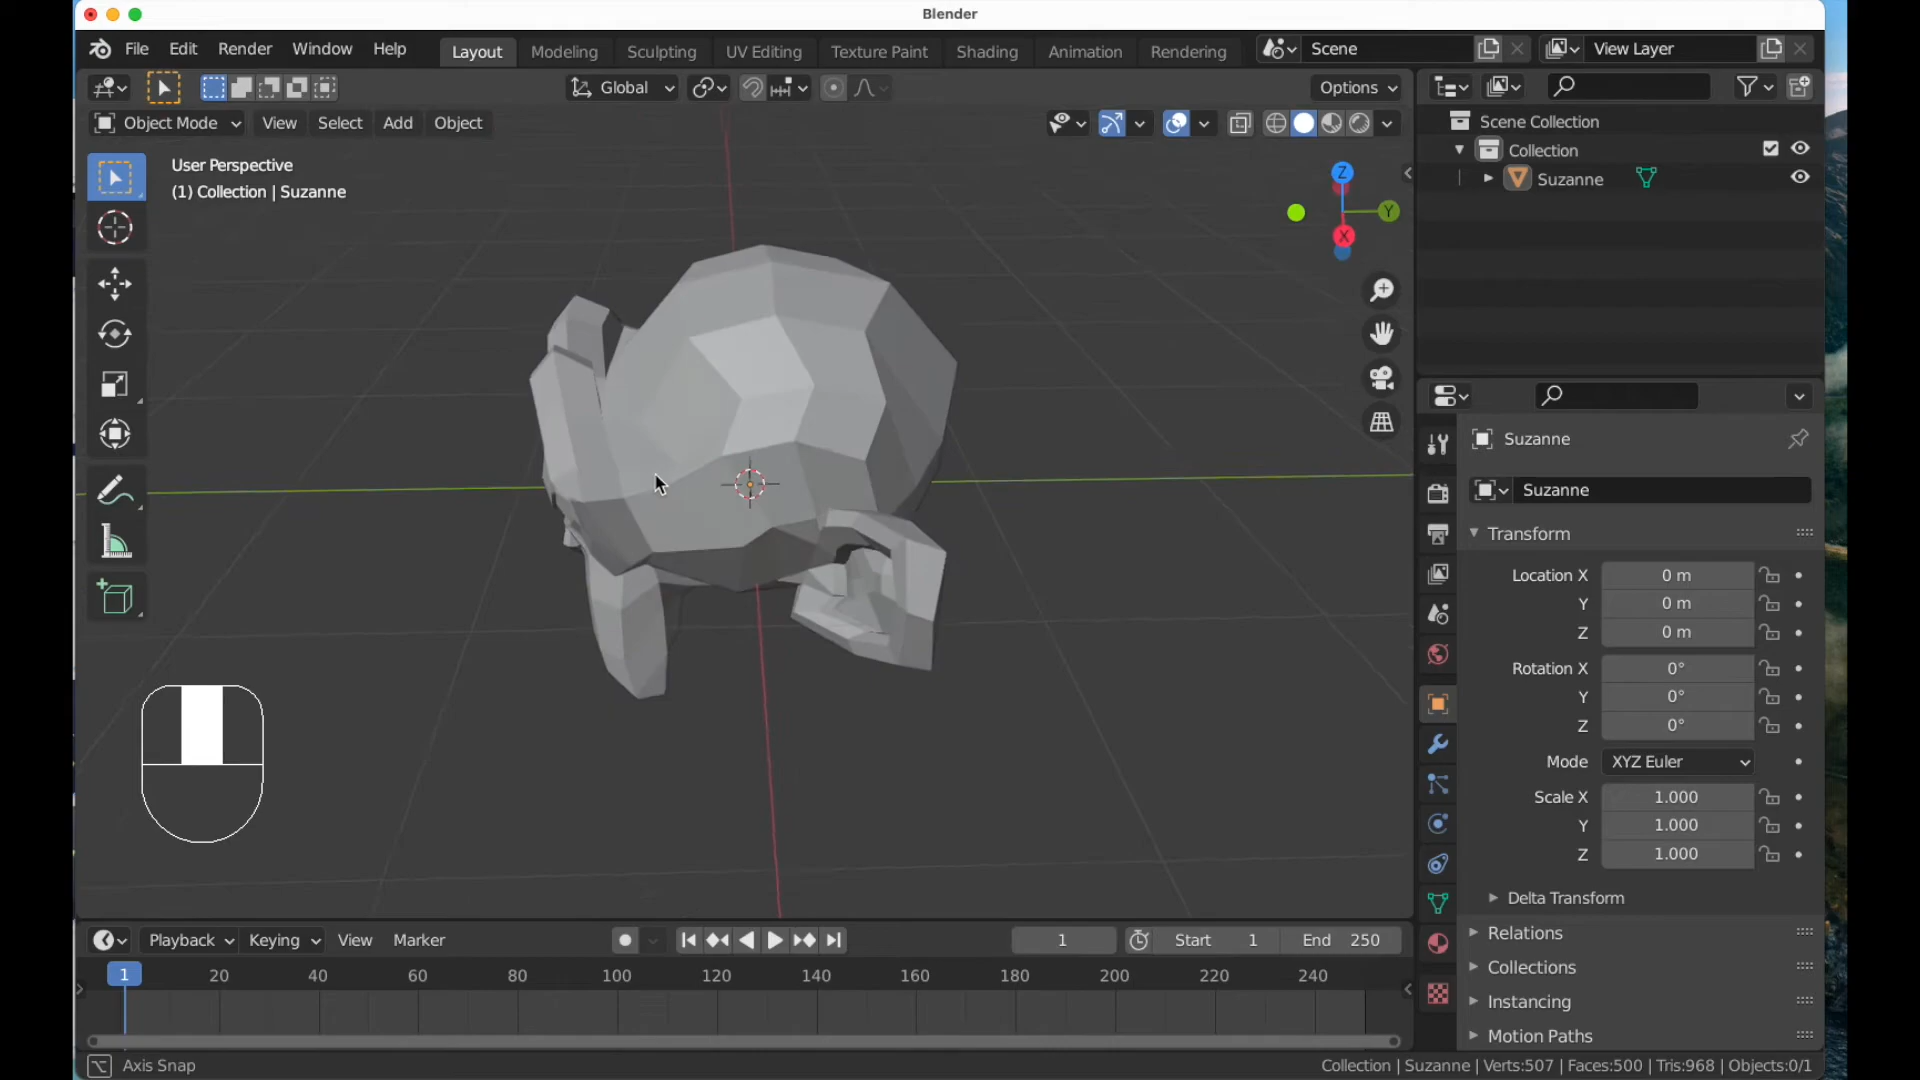 Blender
File Edit Render Window Help Layout Modeling Sculpting UV Editing Texture Paint Shading Animation Rendering Scene View Layer
Global Options
Object Mode View Select Add Object
User Perspective
(1) Collection | Suzanne
Z
Y
X
Scene Collection
Collection
Suzanne
Suzanne
Suzanne
Transform
Location X 0 m
Y 0 m
Z 0 m
Rotation X 0°
Y 0°
Z 0°
Mode XYZ Euler
Scale X 1.000
Y 1.000
Z 1.000
Delta Transform
Relations
Collections
Instancing
Motion Paths
Playback Keying View Marker 1 Start 1 End 250
1 20 40 60 80 100 120 140 160 180 200 220 240
Axis Snap
Collection | Suzanne | Verts:507 | Faces:500 | Tris:968 | Objects:0/1